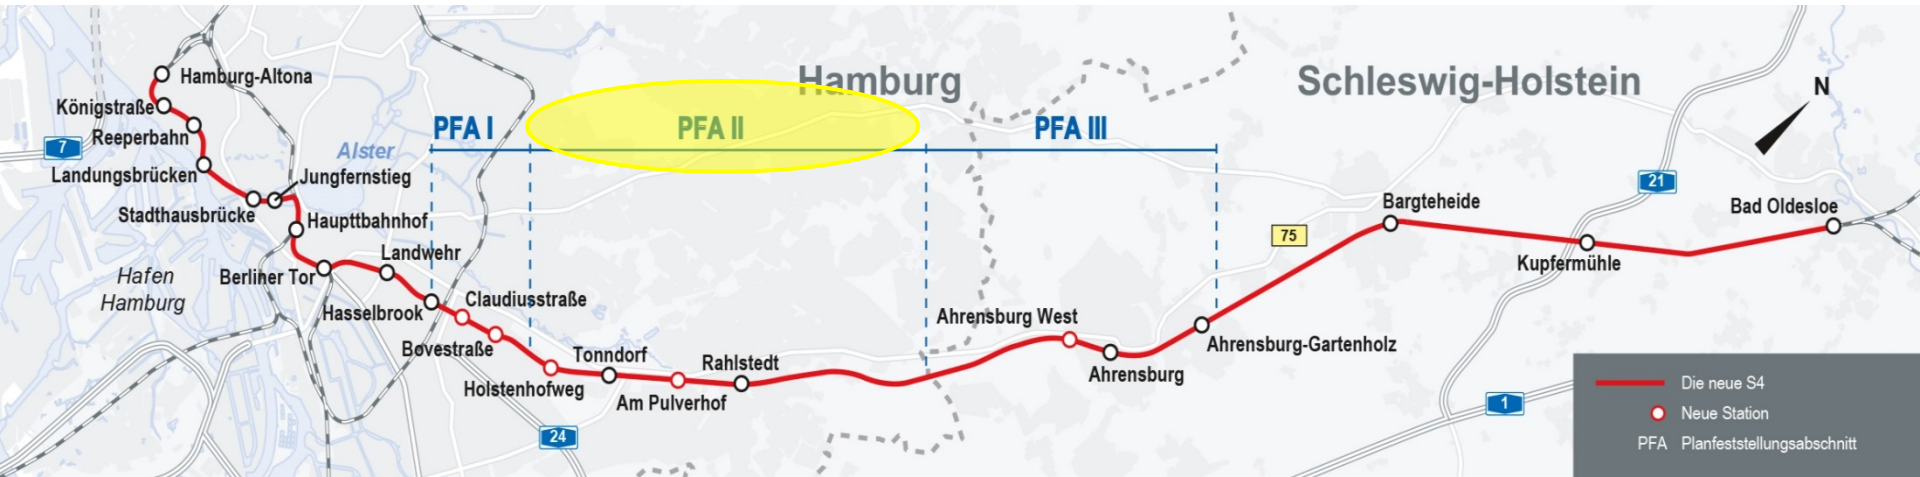 Hamburg
Schleswig-Holstein
N
Hamburg-Altona
Königstraße
Reeperbahn
7
Landungsbrücken
Alster
Jungfernstieg
Stadthausbrücke
Haupttbahnhof
Landwehr
Berliner Tor
Hafen
Hamburg
Hasselbrook
Claudiusstraße
Bovestraße
PFA I
PFA II
PFA III
Holstenhofweg
Tonndorf
Am Pulverhof
Rahlstedt
24
Ahrensburg West
Ahrensburg
Ahrensburg-Gartenholz
75
Bargteheide
21
Kupfermühle
Bad Oldesloe
1
Die neue S4
Neue Station
PFA Planfeststellungsabschnitt